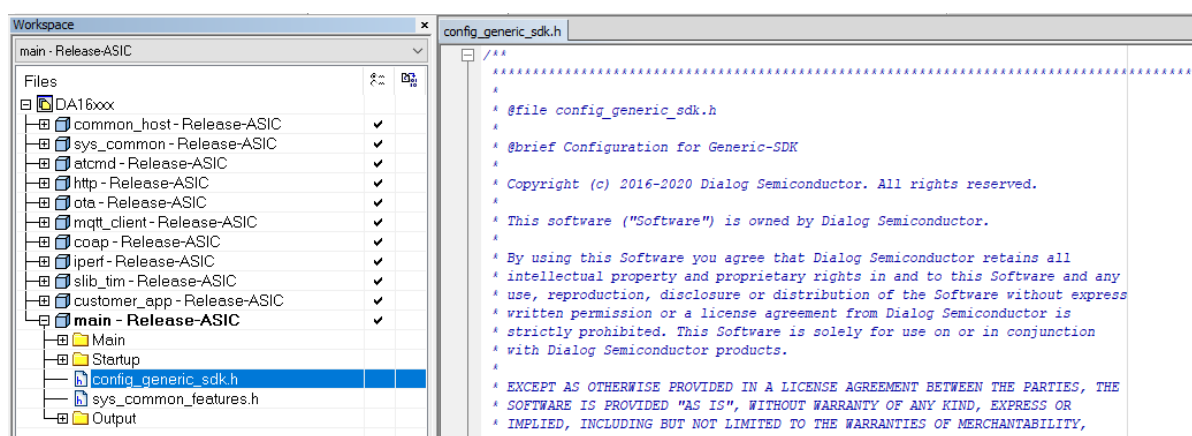 Workspace
main - Release-ASIC
Files
DA16xxx
common_host - Release-ASIC
sys_common - Release-ASIC
atcmd - Release-ASIC
http - Release-ASIC
ota - Release-ASIC
mqtt_client - Release-ASIC
coap - Release-ASIC
iperf - Release-ASIC
slib_tim - Release-ASIC
customer_app - Release-ASIC
main - Release-ASIC
Main
Startup
config_generic_sdk.h
sys_common_features.h
Output
config_generic_sdk.h
/**
****************************************************************************************
*
* @file config_generic_sdk.h
*
* @brief Configuration for Generic-SDK
*
* Copyright (c) 2016-2020 Dialog Semiconductor. All rights reserved.
*
* This software ("Software") is owned by Dialog Semiconductor.
*
* By using this Software you agree that Dialog Semiconductor retains all
* intellectual property and proprietary rights in and to this Software and any
* use, reproduction, disclosure or distribution of the Software without express
* written permission or a license agreement from Dialog Semiconductor is
* strictly prohibited. This Software is solely for use on or in conjunction
* with Dialog Semiconductor products.
*
* EXCEPT AS OTHERWISE PROVIDED IN A LICENSE AGREEMENT BETWEEN THE PARTIES, THE
* SOFTWARE IS PROVIDED "AS IS", WITHOUT WARRANTY OF ANY KIND, EXPRESS OR
* IMPLIED, INCLUDING BUT NOT LIMITED TO THE WARRANTIES OF MERCHANTABILITY,